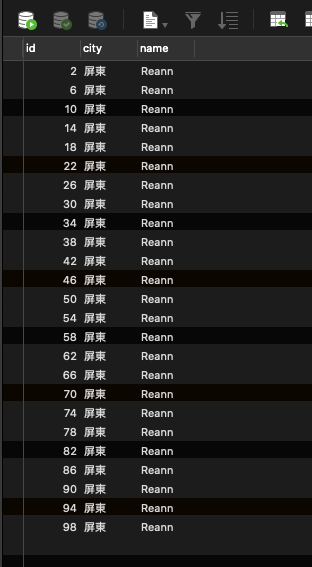 id city name
2 屏東 Reann
6 屏東 Reann
10 屏東 Reann
14 屏東 Reann
18 屏東 Reann
22 屏東 Reann
26 屏東 Reann
30 屏東 Reann
34 屏東 Reann
38 屏東 Reann
42 屏東 Reann
46 屏東 Reann
50 屏東 Reann
54 屏東 Reann
58 屏東 Reann
62 屏東 Reann
66 屏東 Reann
70 屏東 Reann
74 屏東 Reann
78 屏東 Reann
82 屏東 Reann
86 屏東 Reann
90 屏東 Reann
94 屏東 Reann
98 屏東 Reann